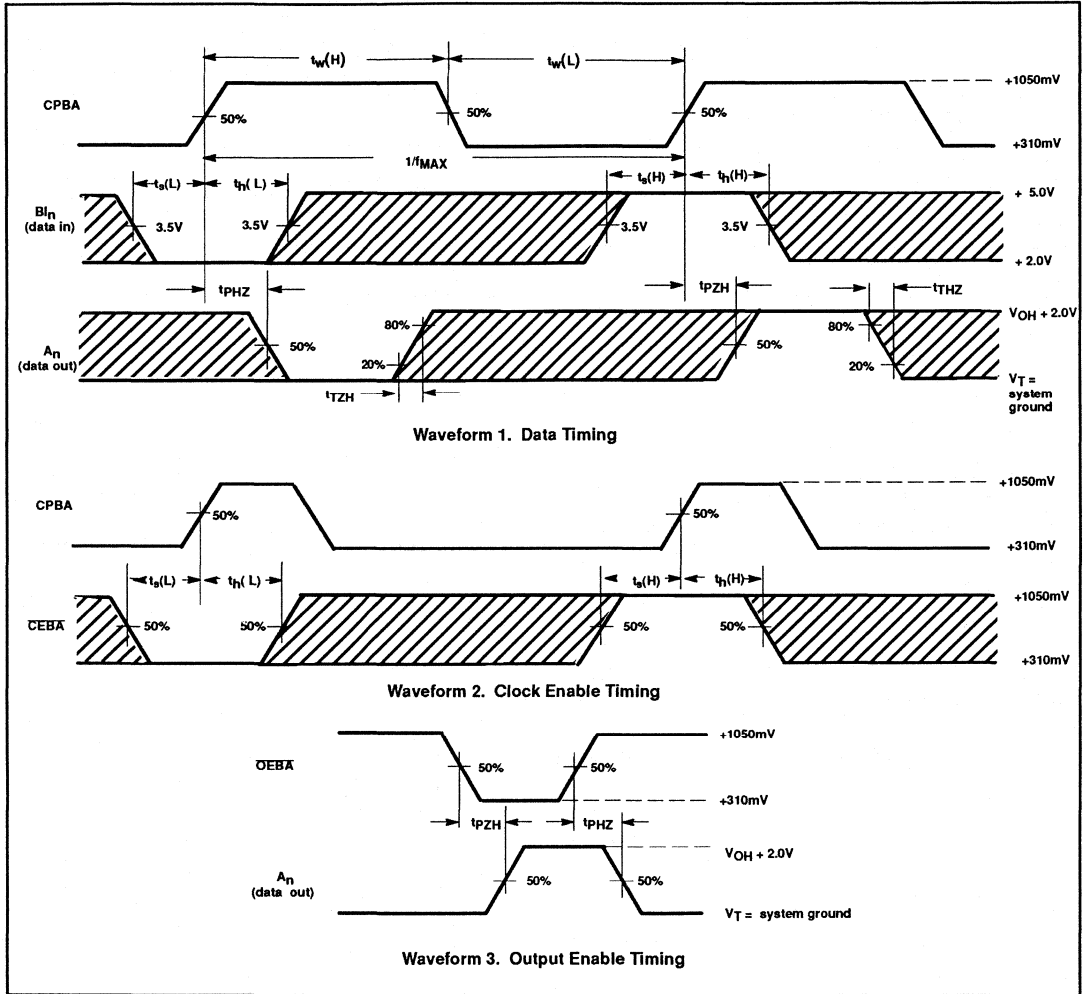 tw(H)
tw(L)
CPBA
+1050mV
50%
50%
50%
+310mV
1/fMAX
ts(L)
th(L)
ts(H)
th(H)
+ 5.0V
BIn
(data in)
3.5V
3.5V
3.5V
3.5V
+ 2.0V
tPHZ
tPZH
tTHZ
VOH + 2.0V
80%
80%
An
(data out)
50%
50%
20%
20%
tTZH
VT =
system
ground
Waveform 1. Data Timing
CPBA
+1050mV
50%
50%
+310mV
ts(L)
th(L)
ts(H)
th(H)
+1050mV
CEBA
50%
50%
50%
50%
+310mV
Waveform 2. Clock Enable Timing
+1050mV
OEBA
50%
50%
+310mV
tPZH
tPHZ
VOH + 2.0V
An
(data out)
50%
50%
VT = system ground
Waveform 3. Output Enable Timing